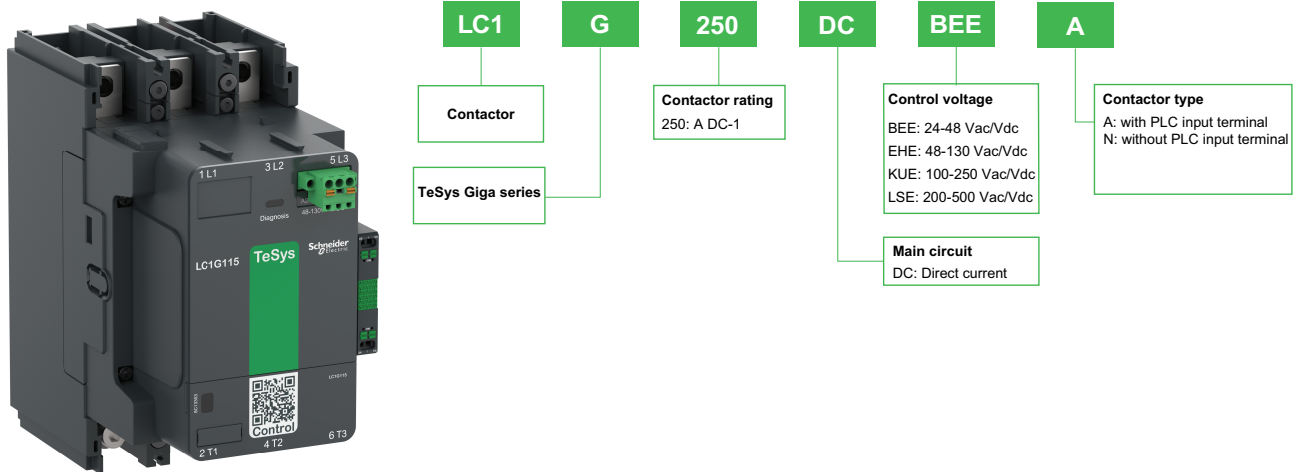 LC1 G 250 DC BEE A
Contactor
TeSys Giga series
Contactor rating
250: A DC-1
Control voltage
BEE: 24-48 Vac/Vdc
EHE: 48-130 Vac/Vdc
KUE: 100-250 Vac/Vdc
LSE: 200-500 Vac/Vdc
Main circuit
DC: Direct current
Contactor type
A: with PLC input terminal
N: without PLC input terminal
1 L1 3 L2 5 L3
Diagnosis
48-130
Schneider
Electric
LC1G115
TeSys
LC1G115
Control
2 T1 4 T2 6 T3